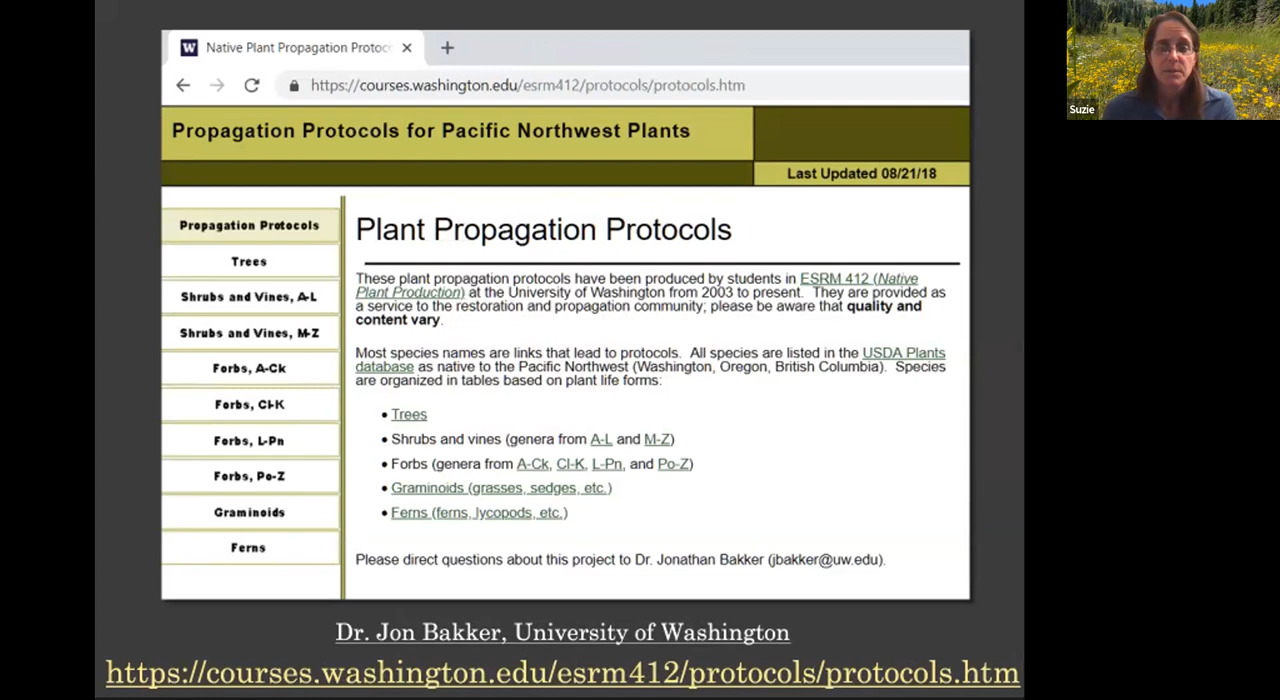 Native Plant Propagation Protoc
https://courses.washington.edu/esrm412/protocols/protocols.htm
Propagation Protocols for Pacific Northwest Plants
Last Updated 08/21/18
Propagation Protocols
Trees
Shrubs and Vines, A-L
Shrubs and Vines, M-Z
Forbs, A-Ck
Forbs, Cl-K
Forbs, L-Pn
Forbs, Po-Z
Graminoids
Ferns
Plant Propagation Protocols
These plant propagation protocols have been produced by students in ESRM 412 (Native
Plant Production) at the University of Washington from 2003 to present. They are provided as
a service to the restoration and propagation community; please be aware that quality and
content vary.
Most species names are links that lead to protocols. All species are listed in the USDA Plants
database as native to the Pacific Northwest (Washington, Oregon, British Columbia). Species
are organized in tables based on plant life forms:
• Trees
• Shrubs and vines (genera from A-L and M-Z)
• Forbs (genera from A-Ck, Cl-K, L-Pn, and Po-Z)
• Graminoids (grasses, sedges, etc.)
• Ferns (ferns, lycopods, etc.)
Please direct questions about this project to Dr. Jonathan Bakker (jbakker@uw.edu).
Dr. Jon Bakker, University of Washington
https://courses.washington.edu/esrm412/protocols/protocols.htm
Suzie